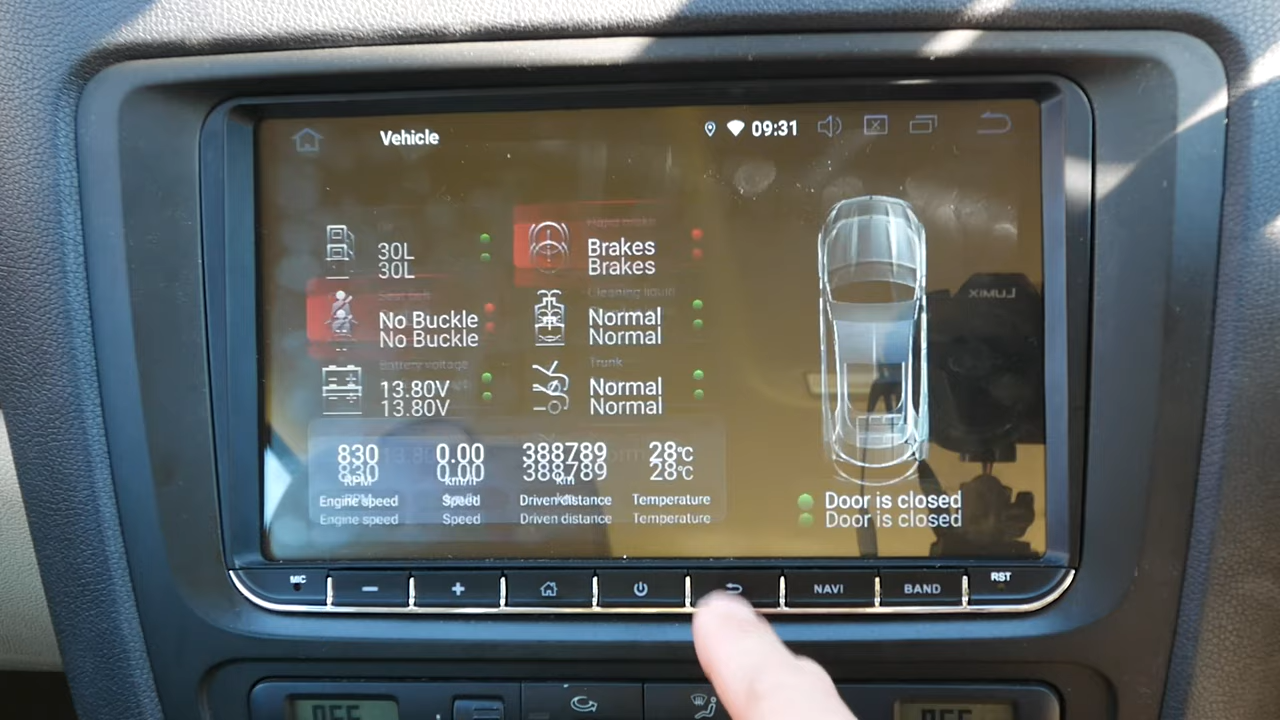 Vehicle
09:31
30L
30L
Hand brake
Brakes
Brakes
Seat belt
No Buckle
No Buckle
Cleaning liquid
Normal
Normal
Battery voltage
13.80V
13.80V
Trunk
Normal
Normal
830 0.00 388789 28°C
830 0.00 388789 28°C
RPM km/h km
Engine speed Speed Driven distance Temperature
Engine speed Speed Driven distance Temperature
Door is closed
Door is closed
LUMIX
MIC
NAVI
BAND
RST
OFF
OFF